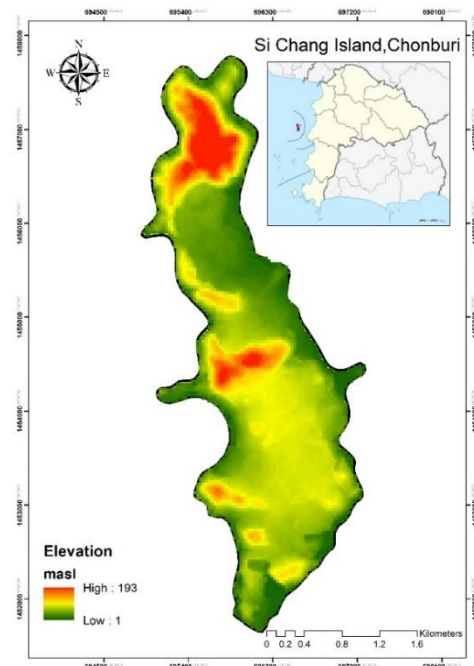 694500 695400 696300 697200 698100
Si Chang Island,Chonburi
N
W E
S
1457000
1456000
1454000
1453000
1452000
Elevation
masl
High : 193
Low : 1
Kilometers
0 0.2 0.4 0.8 1.2 1.6